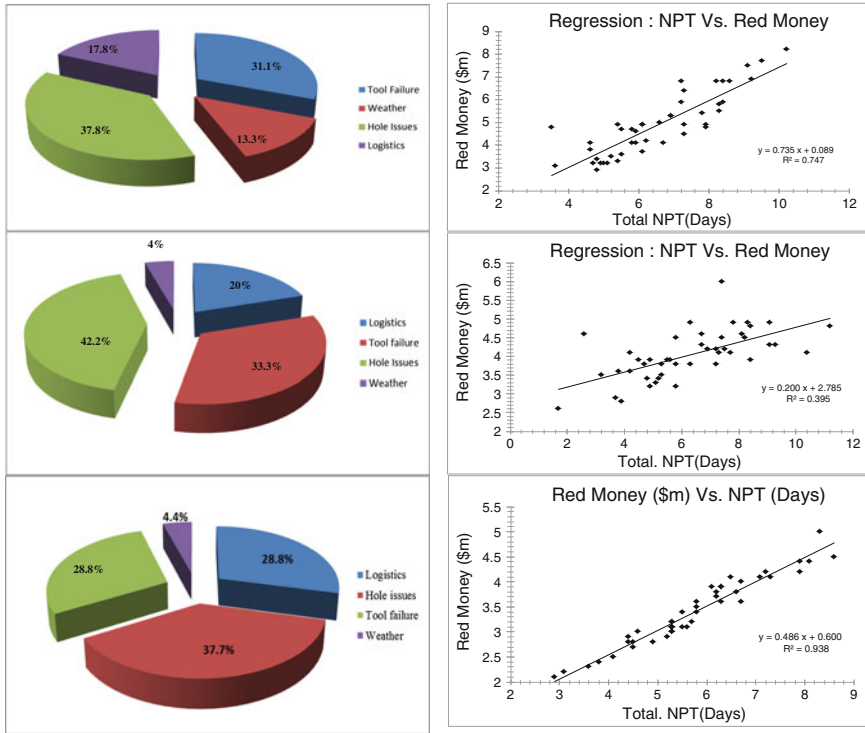 17.8%
31.1%
37.8%
13.3%
Tool Failure
Weather
Hole Issues
Logistics
Regression : NPT Vs. Red Money
Red Money ($m)
9
8
7
6
5
4
3
2
y = 0.735 x + 0.089
R² = 0.747
2 4 6 8 10 12
Total NPT(Days)
4%
20%
42.2%
33.3%
Logistics
Tool failure
Hole Issues
Weather
Regression : NPT Vs. Red Money
Red Money ($m)
6.5
6
5.5
5
4.5
4
3.5
3
2.5
2
y = 0.200 x + 2.785
R² = 0.395
0 2 4 6 8 10 12
Total. NPT(Days)
4.4%
28.8%
28.8%
37.7%
Logistics
Hole issues
Tool failure
Weather
Red Money ($m) Vs. NPT (Days)
Red Money ($m)
5.5
5
4.5
4
3.5
3
2.5
2
y = 0.486 x + 0.600
R² = 0.938
2 3 4 5 6 7 8 9
Total. NPT(Days)